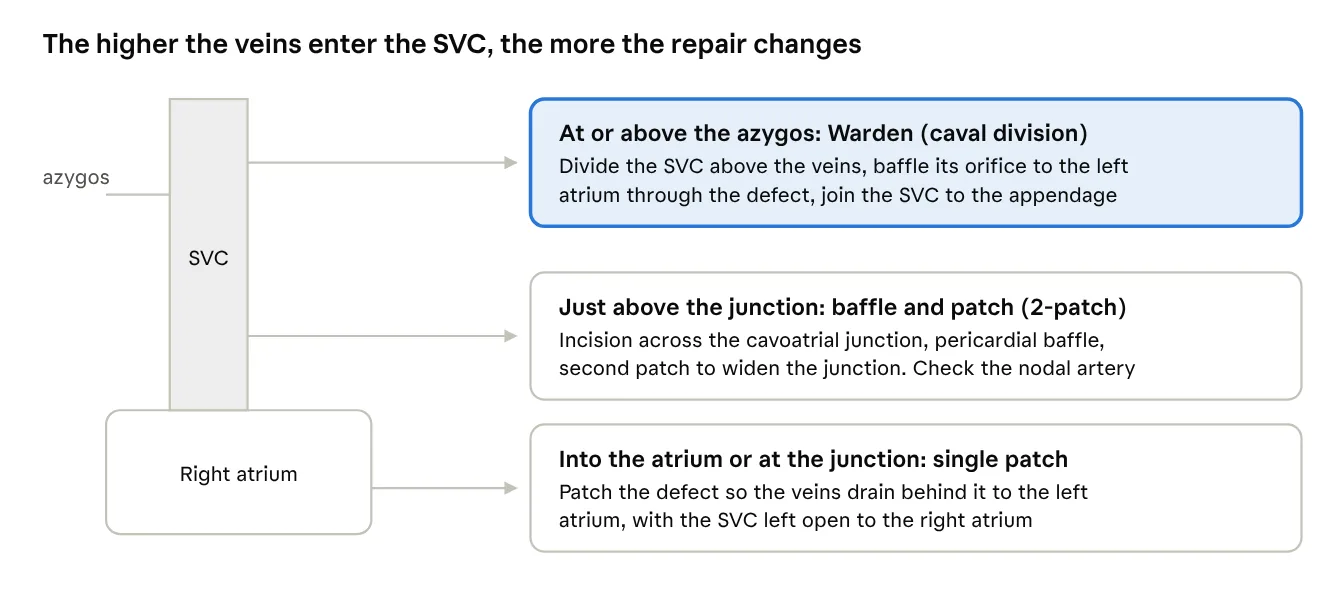 The higher the veins enter the SVC, the more the repair changes
At or above the azygos: Warden (caval division)
Divide the SVC above the veins, baffle its orifice to the left
atrium through the defect, join the SVC to the appendage
azygos
SVC
Just above the junction: baffle and patch (2-patch)
Incision across the cavoatrial junction, pericardial baffle,
second patch to widen the junction. Check the nodal artery
Right atrium
Into the atrium or at the junction: single patch
Patch the defect so the veins drain behind it to the left
atrium, with the SVC left open to the right atrium